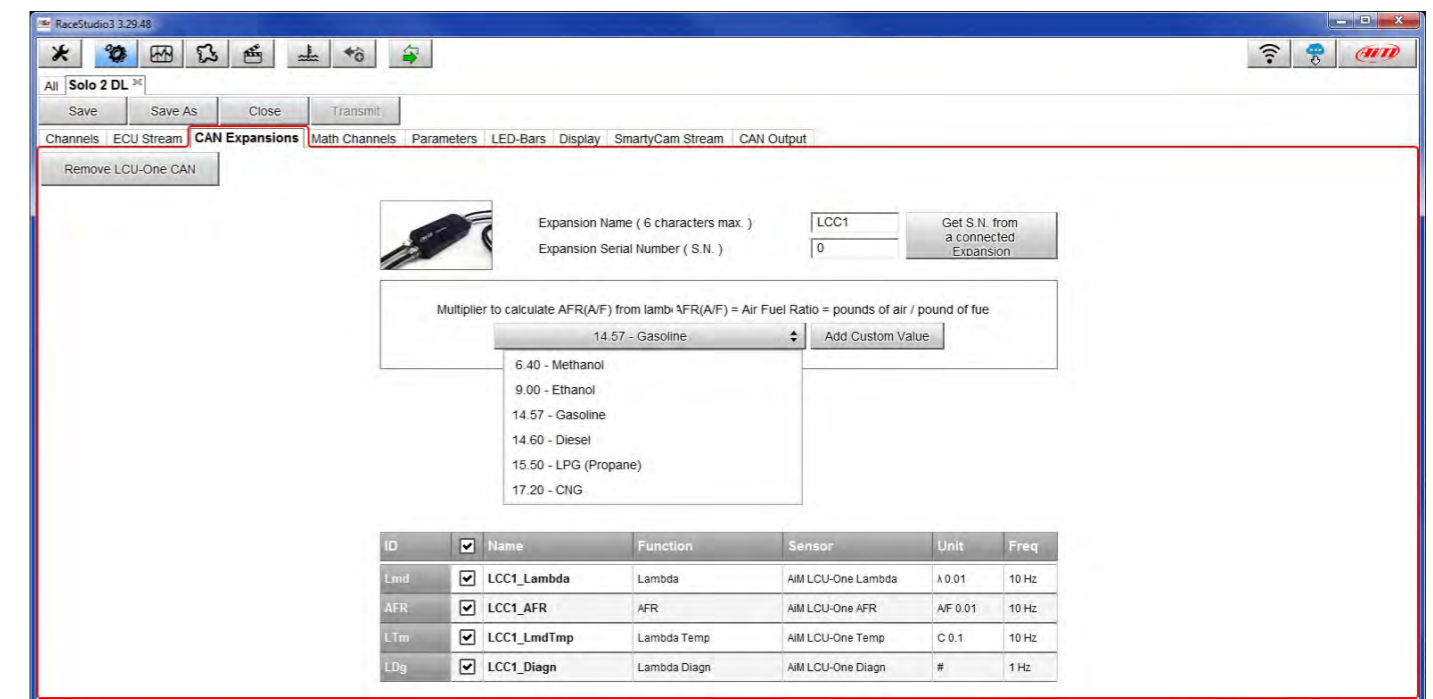 RaceStudio3 3.29.48
AiM
All Solo 2 DL
Save Save As Close Transmit
Channels ECU Stream CAN Expansions Math Channels Parameters LED-Bars Display SmartyCam Stream CAN Output
Remove LCU-One CAN
Expansion Name ( 6 characters max. ) LCC1
Expansion Serial Number ( S.N. ) 0
Get S.N. from
a connected
Expansion
Multiplier to calculate AFR(A/F) from lamb AFR(A/F) = Air Fuel Ratio = pounds of air / pound of fue
14.57 - Gasoline Add Custom Value
6.40 - Methanol
9.00 - Ethanol
14.57 - Gasoline
14.60 - Diesel
15.50 - LPG (Propane)
17.20 - CNG
ID Name Function Sensor Unit Freq
Lmd LCC1_Lambda Lambda AiM LCU-One Lambda λ 0.01 10 Hz
AFR LCC1_AFR AFR AiM LCU-One AFR A/F 0.01 10 Hz
LTm LCC1_LmdTmp Lambda Temp AiM LCU-One Temp C 0.1 10 Hz
LDg LCC1_Diagn Lambda Diagn AiM LCU-One Diagn # 1 Hz